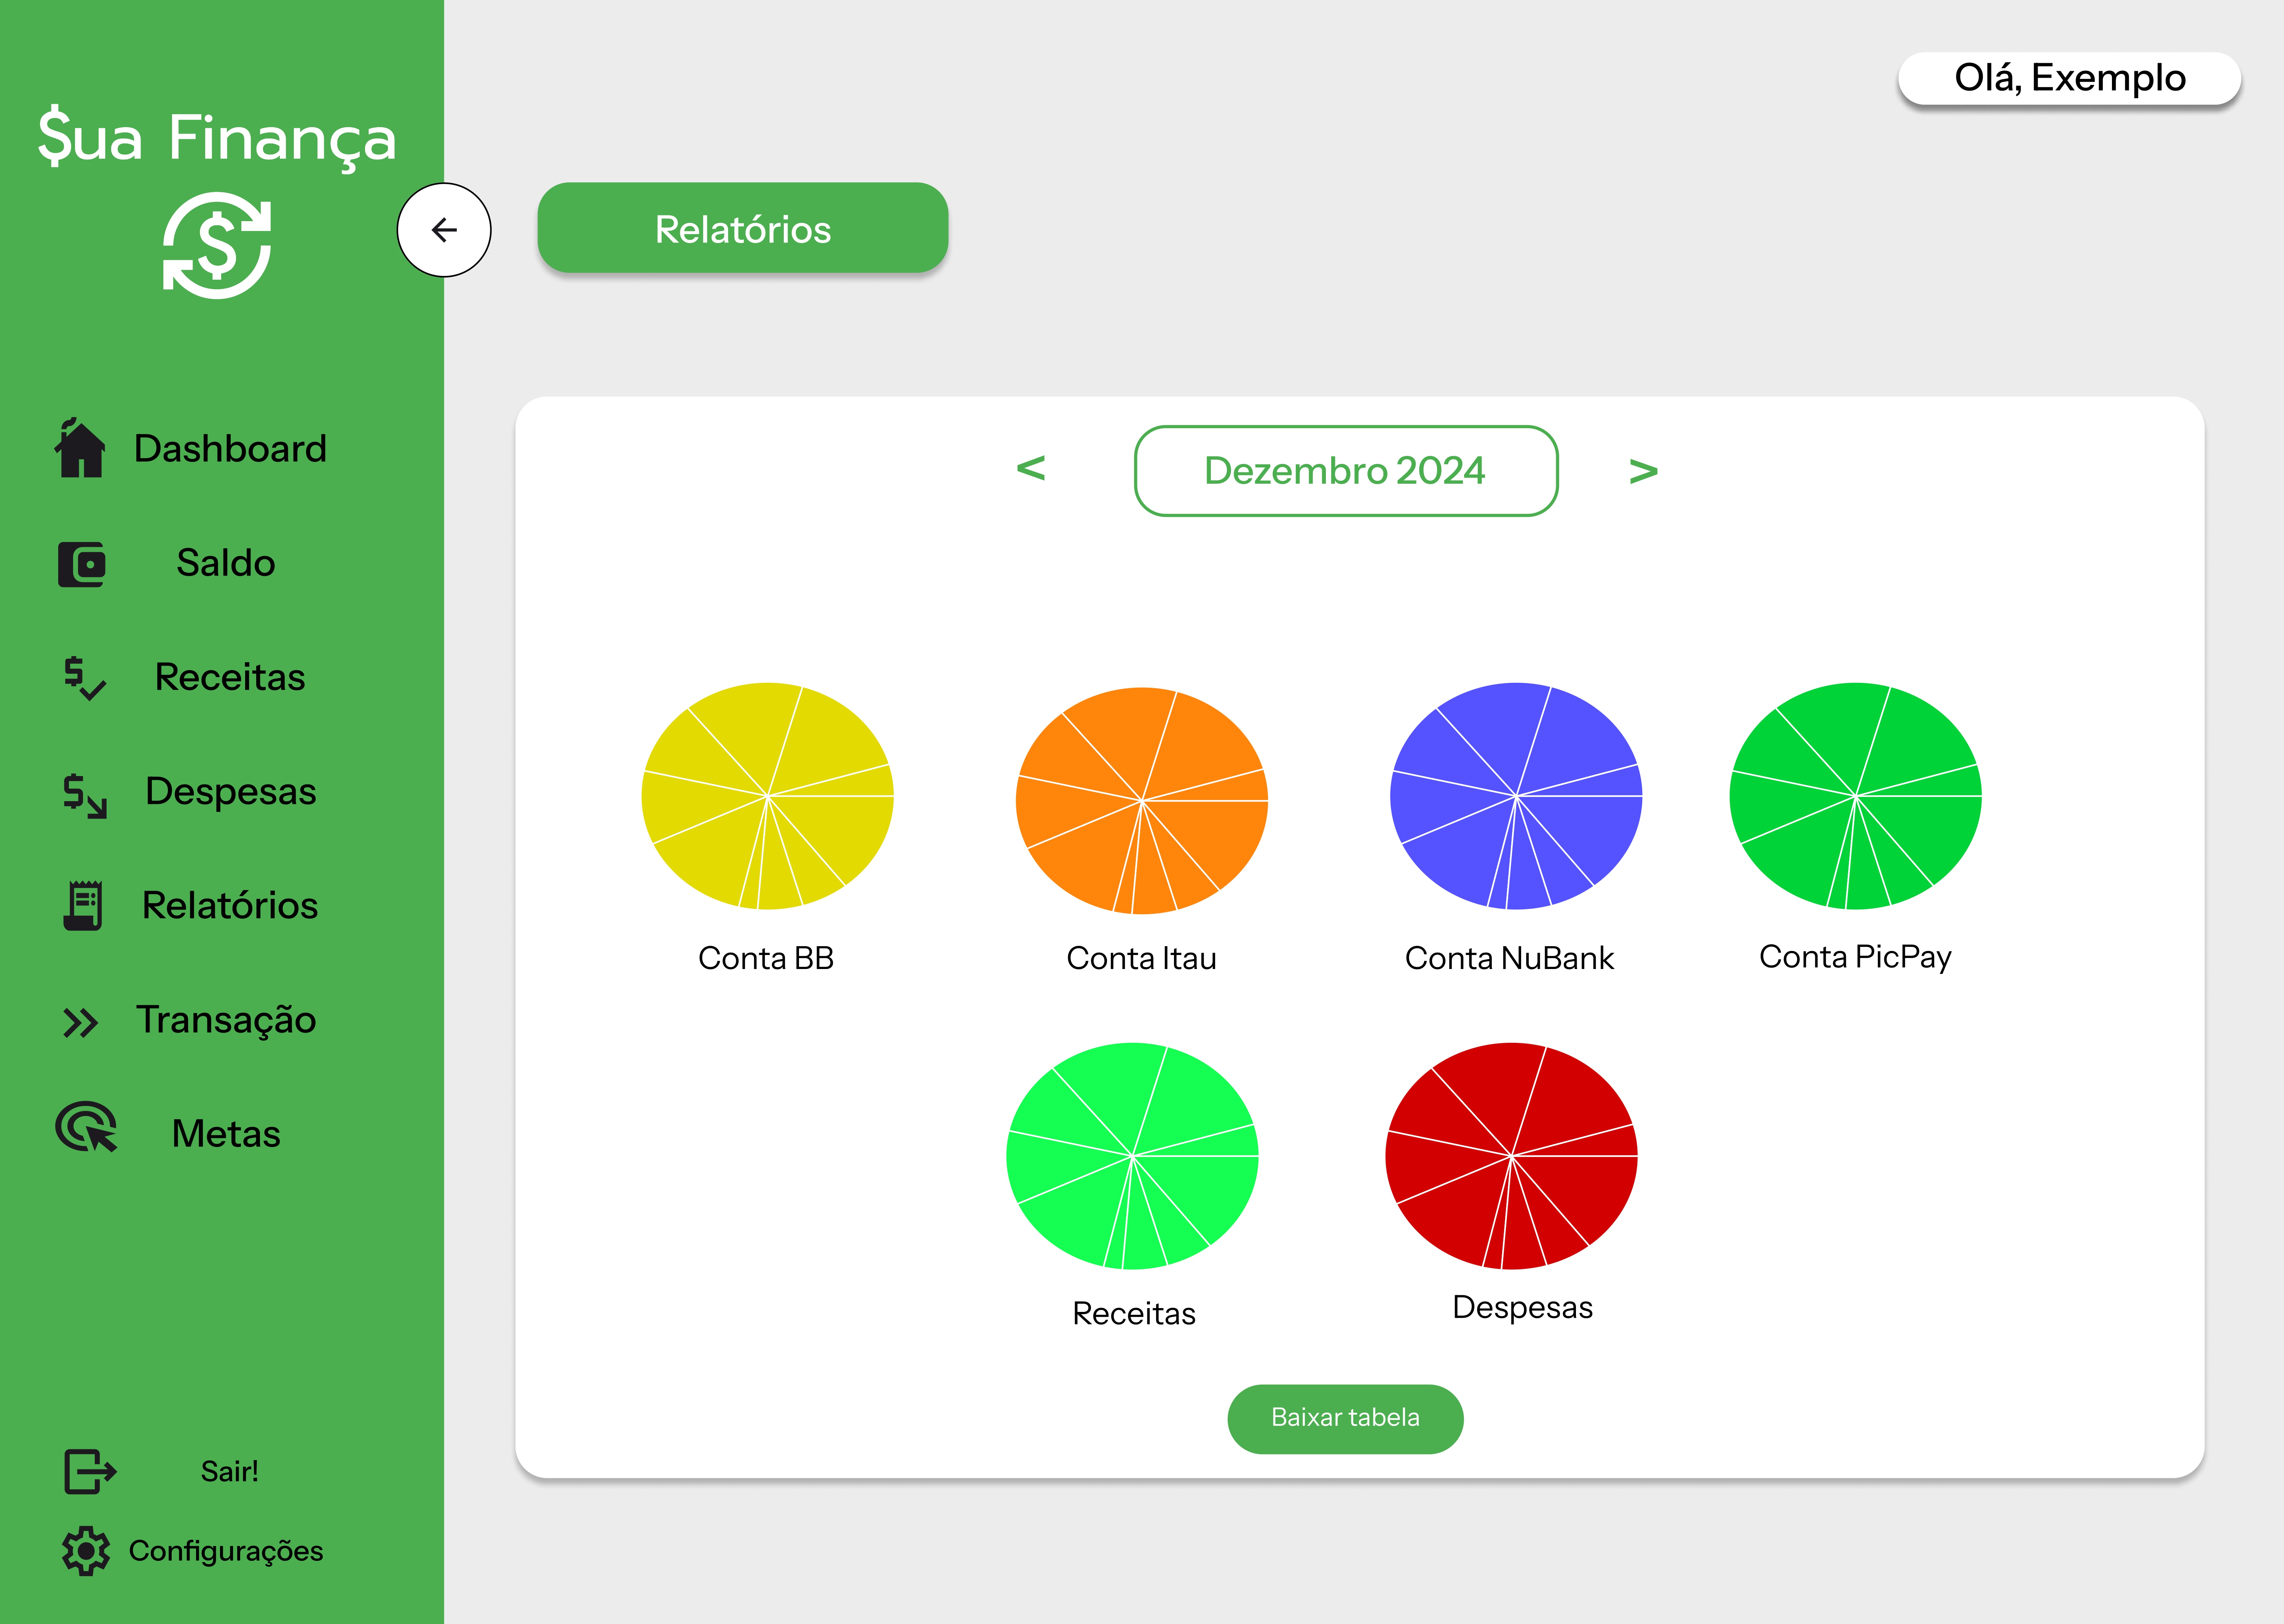 $ua Finança
Olá, Exemplo
Relatórios
Dashboard
Saldo
Receitas
Despesas
Relatórios
Transação
Metas
Sair!
Configurações
< Dezembro 2024 >
Conta BB
Conta Itau
Conta NuBank
Conta PicPay
Receitas
Despesas
Baixar tabela